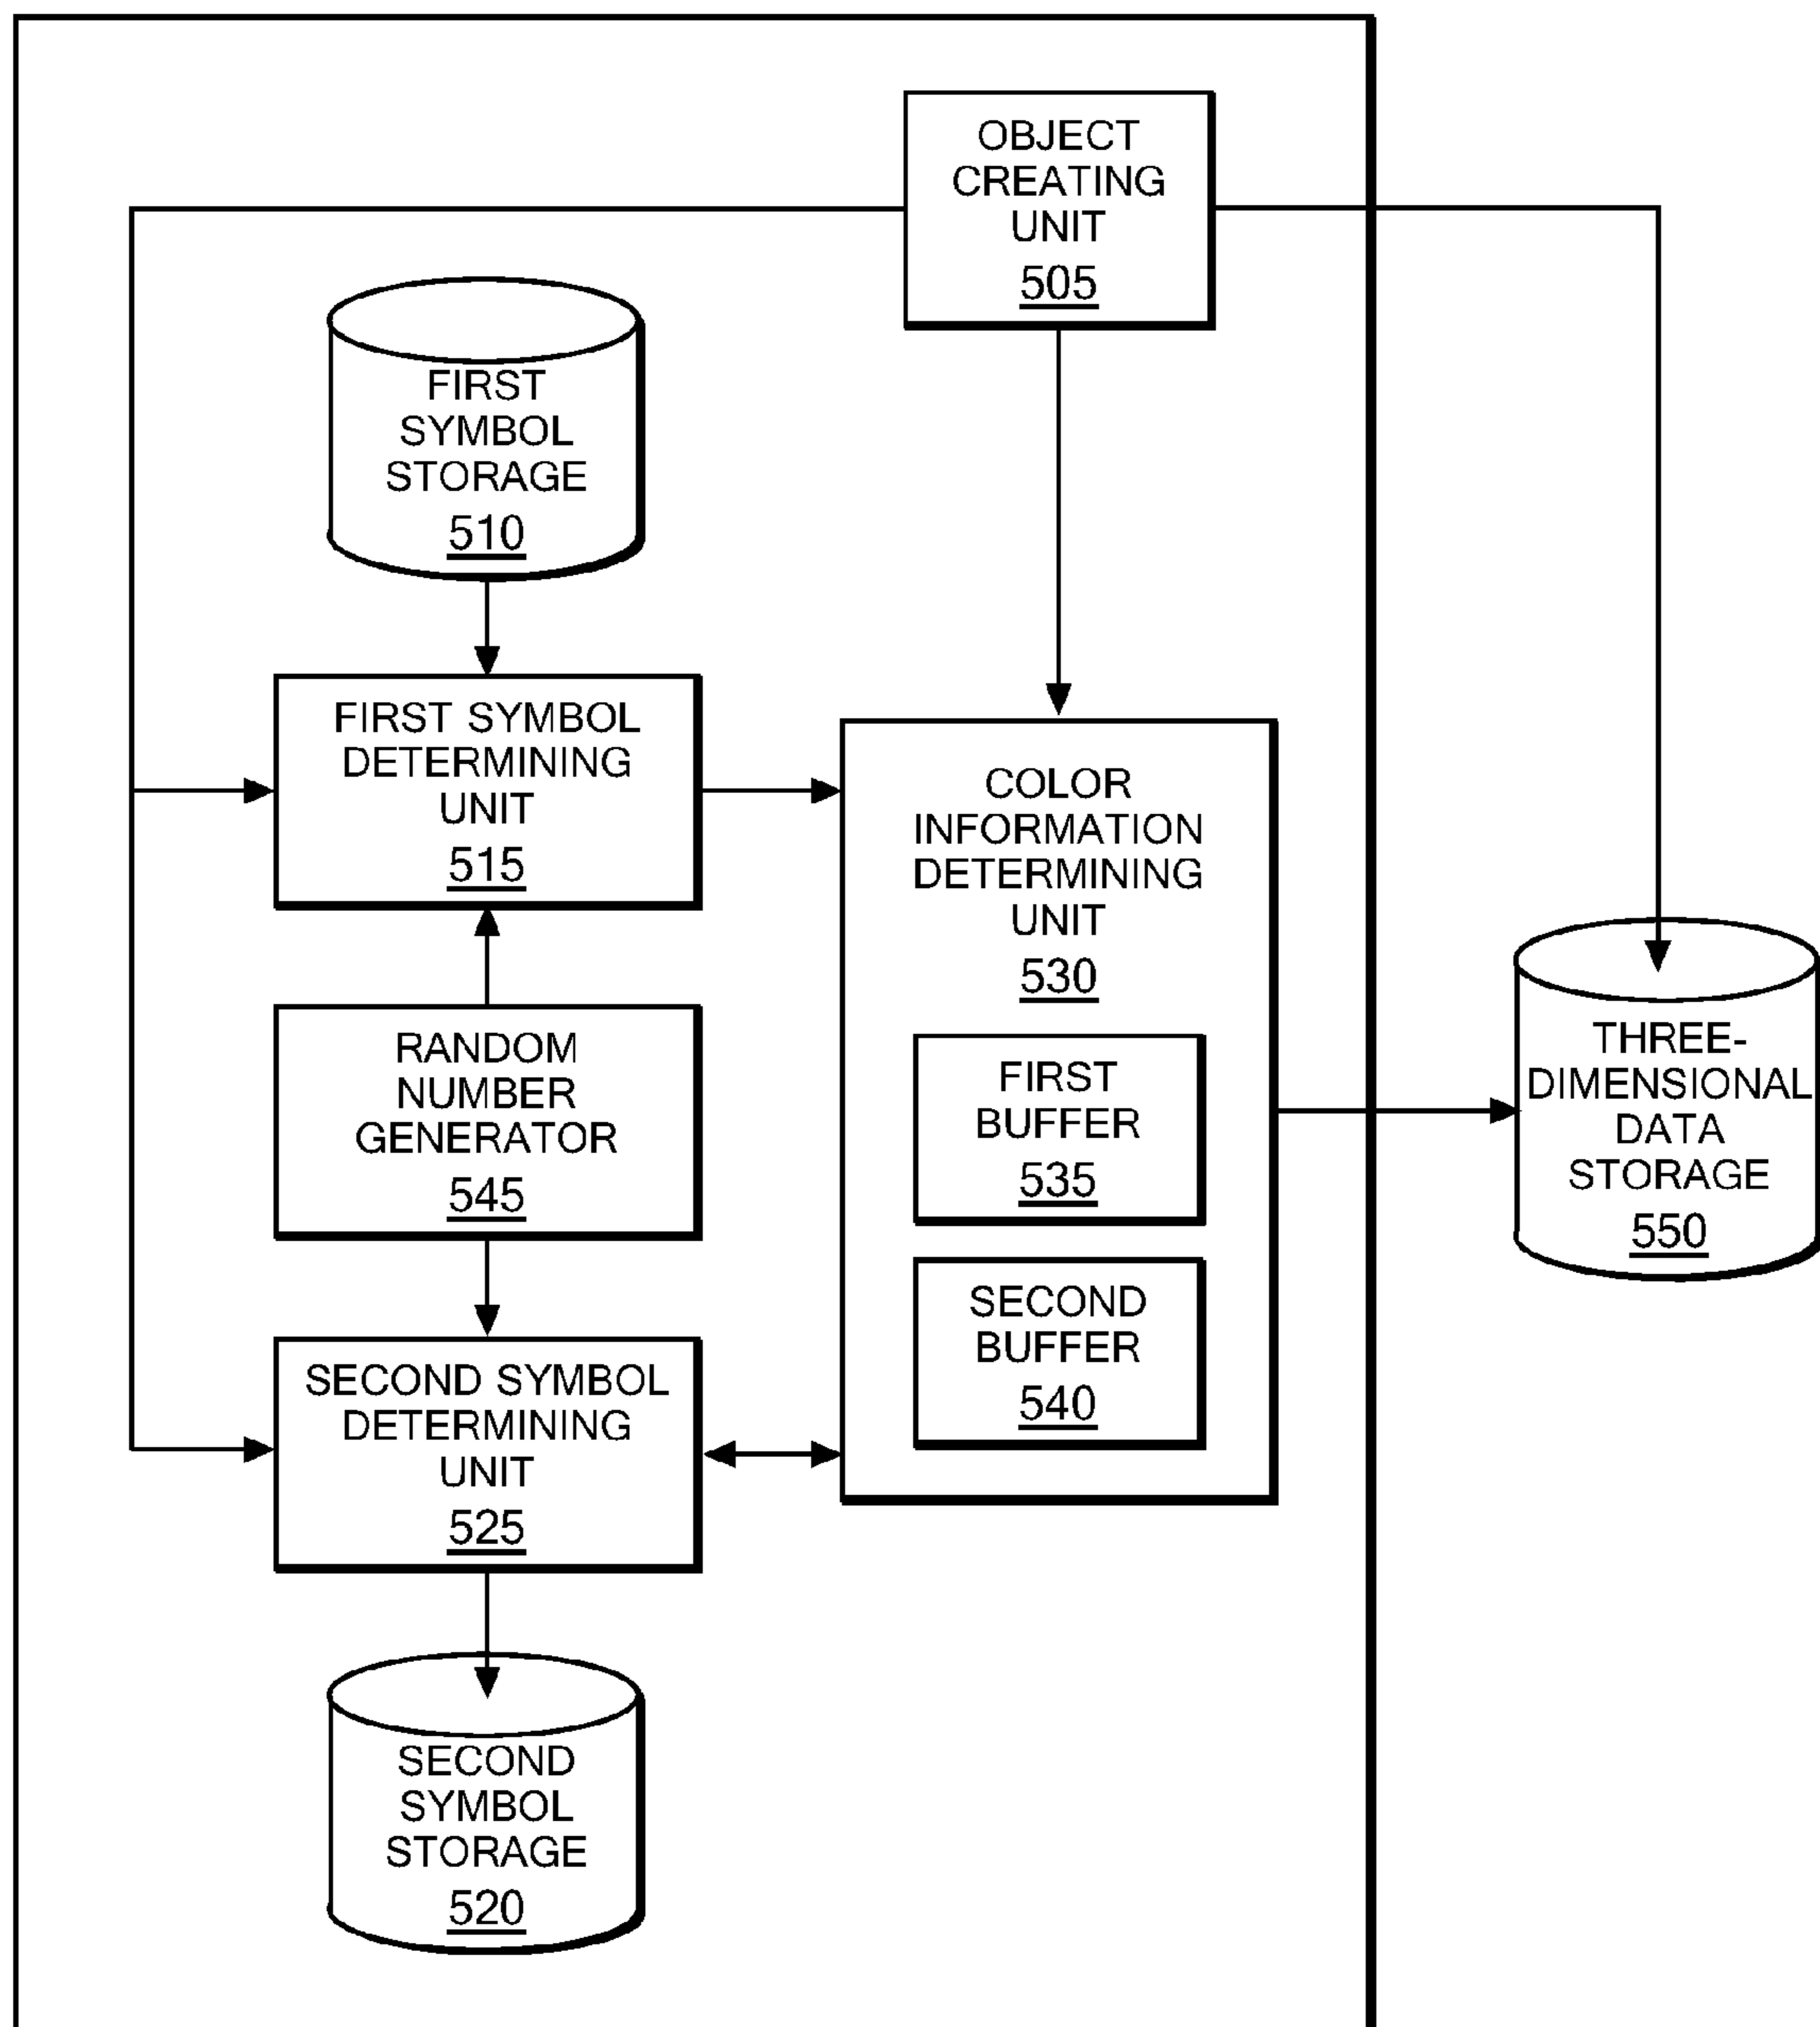 OBJECT
CREATING
UNIT
505
FIRST
SYMBOL
STORAGE
510
FIRST SYMBOL
DETERMINING
UNIT
515
COLOR
INFORMATION
DETERMINING
UNIT
530
RANDOM
NUMBER
GENERATOR
545
FIRST
BUFFER
535
THREE-
DIMENSIONAL
DATA
STORAGE
550
SECOND
BUFFER
540
SECOND SYMBOL
DETERMINING
UNIT
525
SECOND
SYMBOL
STORAGE
520